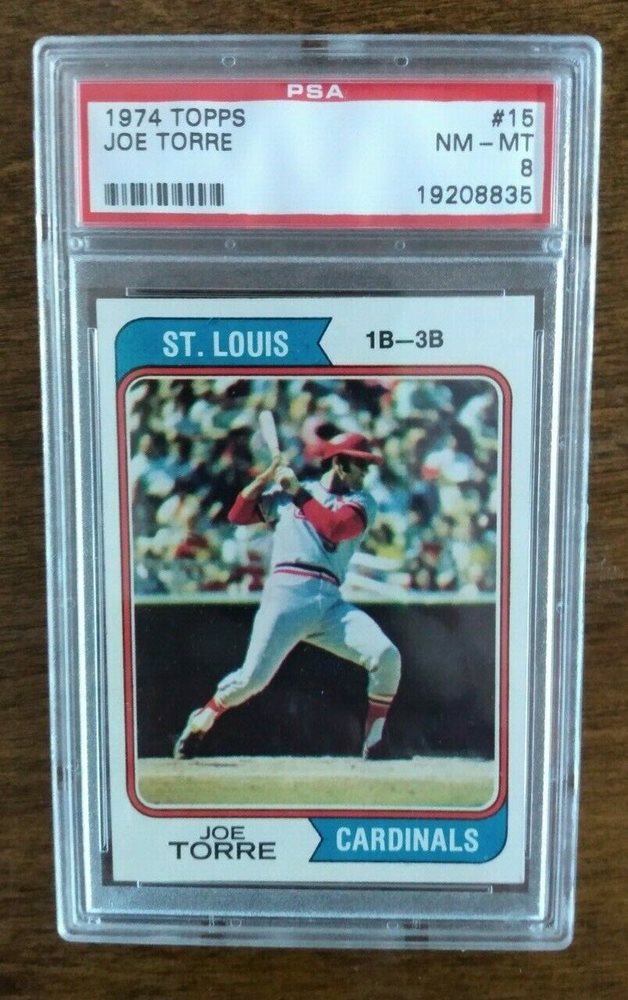 PSA
1974 TOPPS #15
JOE TORRE NM – MT
8
19208835
ST. LOUIS 1B–3B
JOE
TORRE
CARDINALS